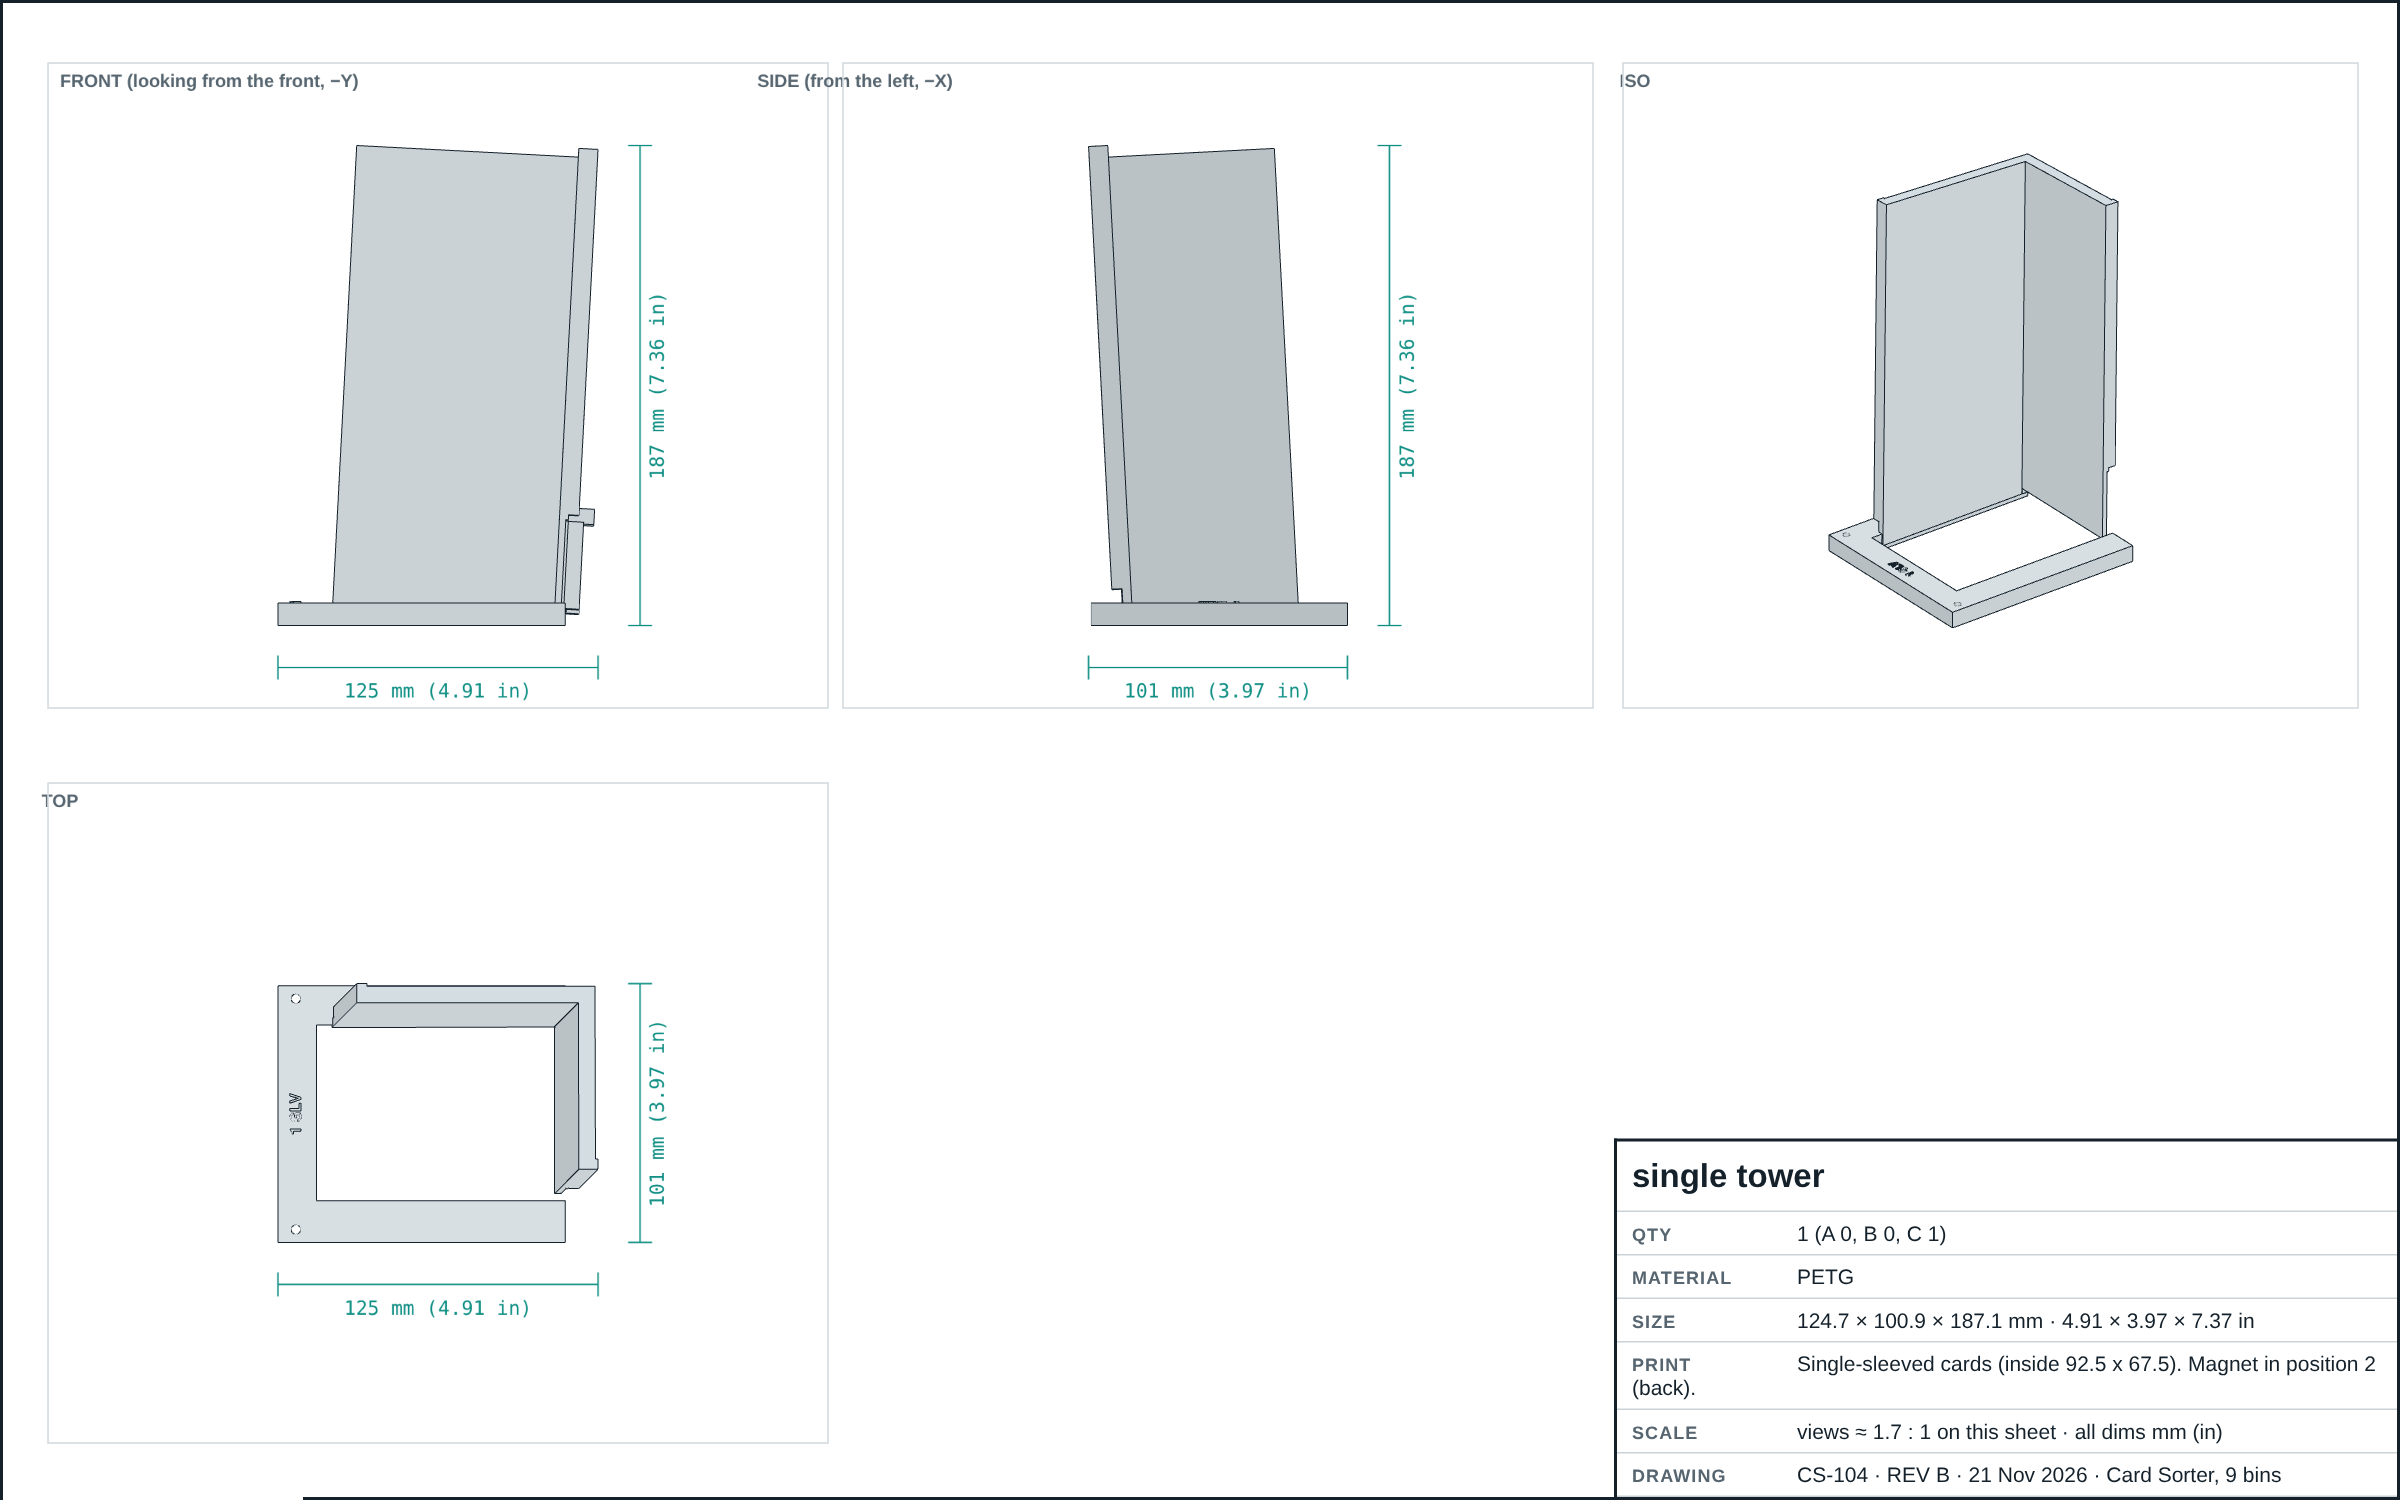 FRONT (looking from the front, −Y)
SIDE (from the left, −X)
ISO
187 mm (7.36 in)
187 mm (7.36 in)
125 mm (4.91 in)
101 mm (3.97 in)
TOP
1 SLV
101 mm (3.97 in)
125 mm (4.91 in)
single tower
QTY 1 (A 0, B 0, C 1)
MATERIAL PETG
SIZE 124.7 × 100.9 × 187.1 mm · 4.91 × 3.97 × 7.37 in
PRINT Single-sleeved cards (inside 92.5 x 67.5). Magnet in position 2
(back).
SCALE views ≈ 1.7 : 1 on this sheet · all dims mm (in)
DRAWING CS-104 · REV B · 21 Nov 2026 · Card Sorter, 9 bins